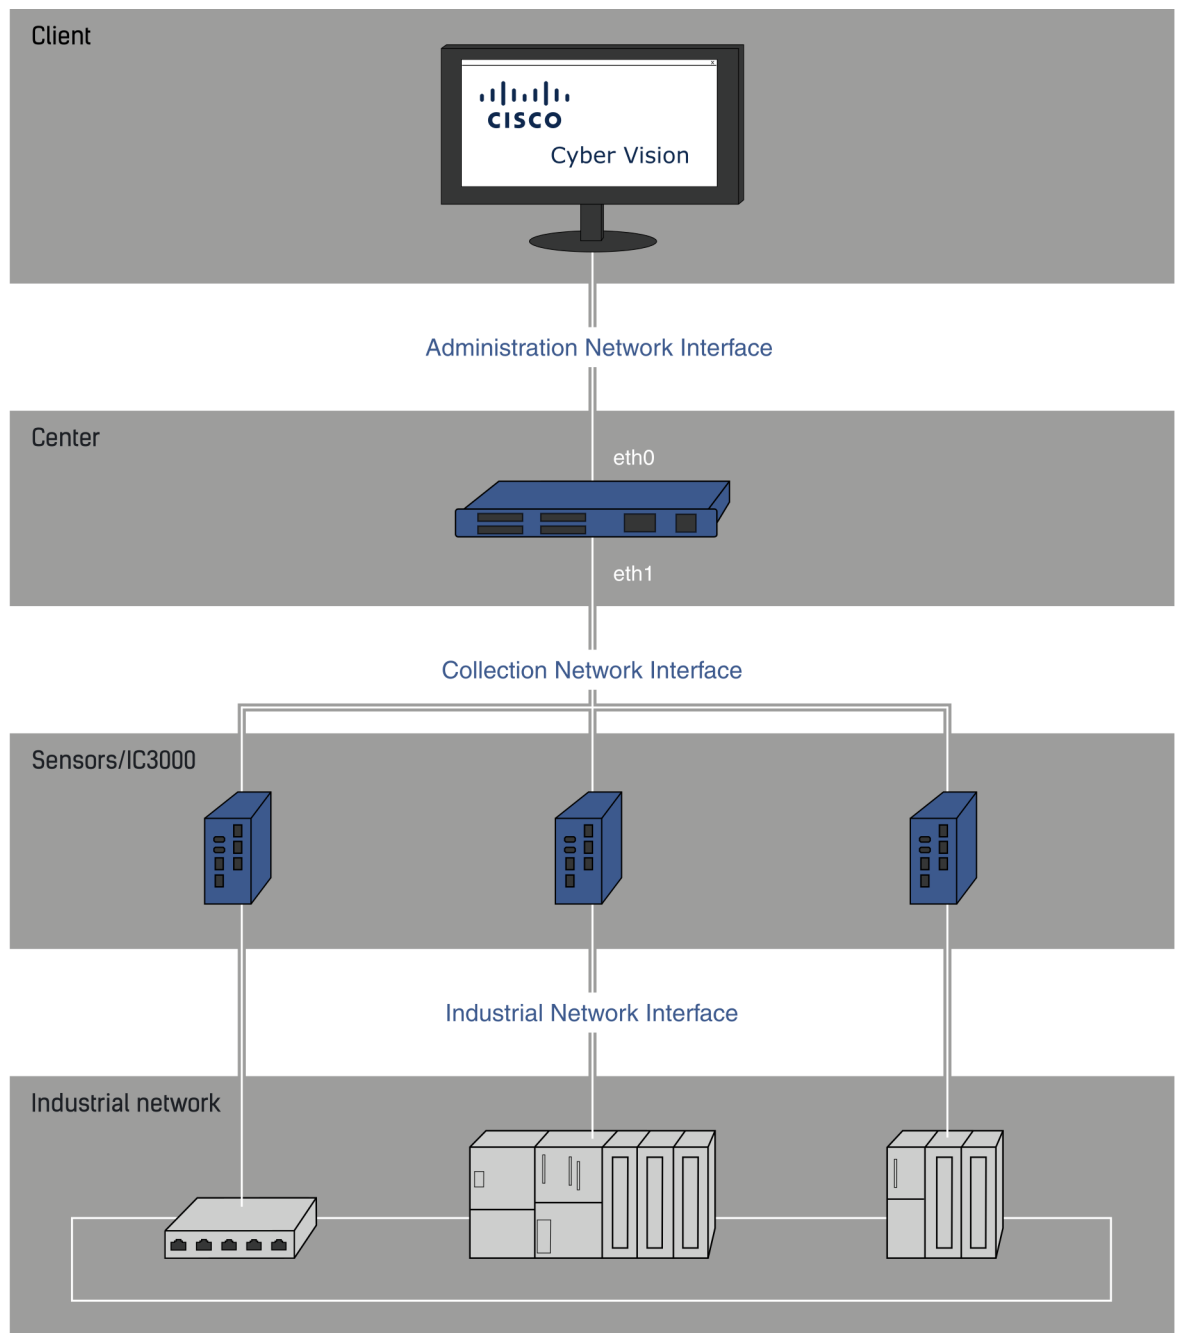 Client
x
CISCO
Cyber Vision
Administration Network Interface
Center
eth0
eth1
Collection Network Interface
Sensors/IC3000
Industrial Network Interface
Industrial network